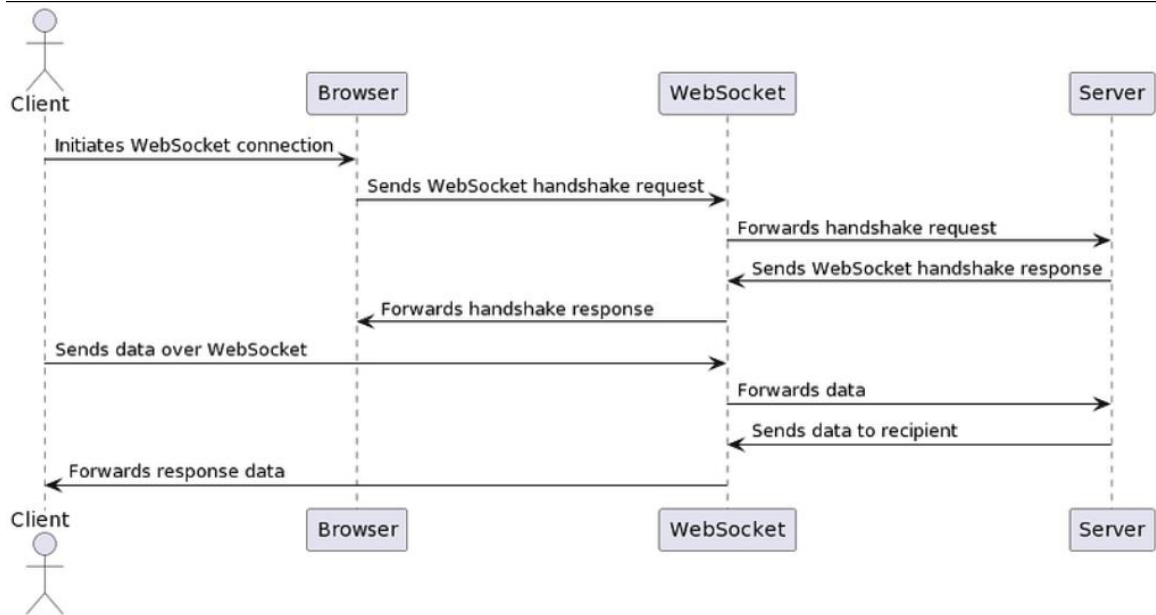 Client
Browser
WebSocket
Server
Initiates WebSocket connection
Sends WebSocket handshake request
Forwards handshake request
Sends WebSocket handshake response
Forwards handshake response
Sends data over WebSocket
Forwards data
Sends data to recipient
Forwards response data
Client
Browser
WebSocket
Server